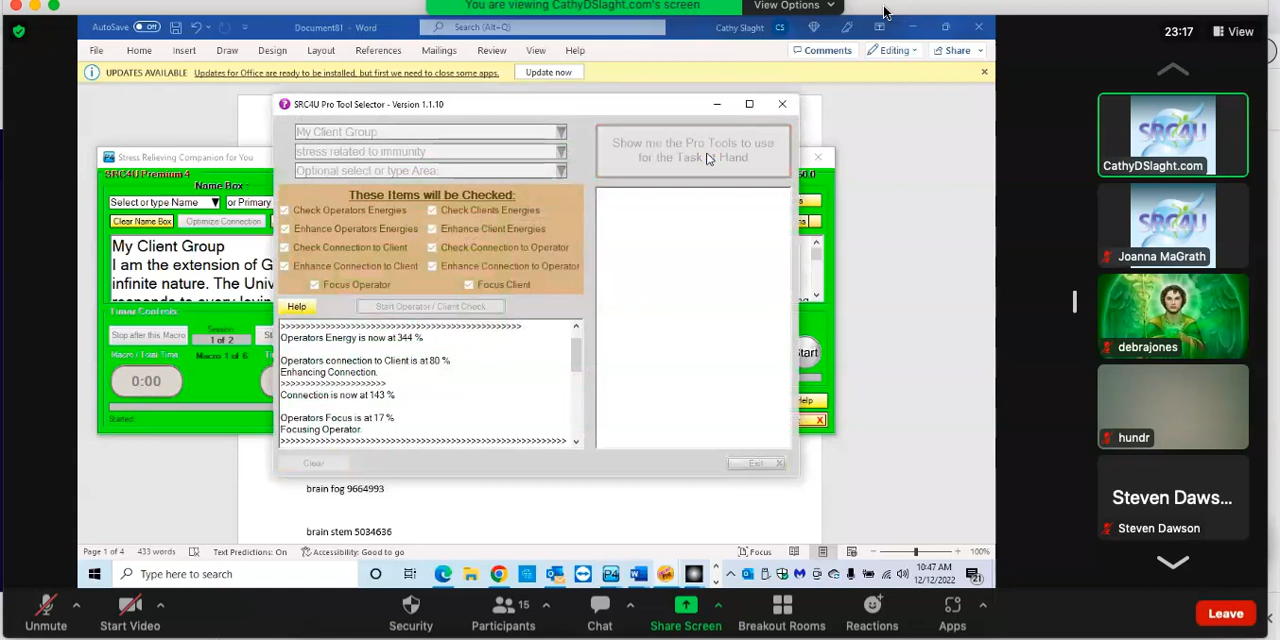 You are viewing CathyDSlaght.com's screen
View Options
AutoSave
Off
Document81 - Word
Search (Alt+Q)
Cathy Slaght
CS
File
Home
Insert
Draw
Design
Layout
References
Mailings
Review
View
Help
Comments
Editing
Share
UPDATES AVAILABLE
Updates for Office are ready to be installed, but first we need to close some apps.
Update now
SRC4U Pro Tool Selector - Version 1.1.10
My Client Group
stress related to immunity
Optional select or type Area:
Show me the Pro Tools to use
for the Task at Hand
These Items will be Checked:
Check Operators Energies
Check Clients Energies
Enhance Operators Energies
Enhance Client Energies
Check Connection to Client
Check Connection to Operator
Enhance Connection to Client
Enhance Connection to Operator
Focus Operator
Focus Client
Help
Start Operator / Client Check
>>>>>>>>>>>>>>>>>>>>>>>>>>>>>>>>>>>>>>>>>>>
Operators Energy is now at 344 %
Operators connection to Client is at 80 %
Enhancing Connection.
>>>>>>>>>>>>>>>>>>>
Connection is now at 143 %
Operators Focus is at 17 %
Focusing Operator.
>>>>>>>>>>>>>>>>>>>>>>>>>>>>>>>>>>>>>>>>>>>>>>>>>>>
Clear
Exit
Stress Relieving Companion for You
SRC4U Premium 4
Name Box:
Select or type Name
or Primary
Clear Name Box
Optimize Connection
My Client Group
I am the extension of G
infinite nature. The Univ
Timer Controls:
Stop after this Macro
Session:
1 of 2
Macro / Total Time
Macro 1 of 6
0:00
Started:
brain fog 9664993
brain stem 5034636
Page 1 of 4
433 words
Text Predictions: On
Accessibility: Good to go
Focus
100%
Type here to search
10:47 AM
12/12/2022
21
23:17
View
SRC4U
CathyDSlaght.com
SRC4U
Joanna MaGrath
debrajones
hundr
Steven Daws...
Steven Dawson
Unmute
Start Video
Security
15
Participants
Chat
Share Screen
Breakout Rooms
Reactions
Apps
Leave